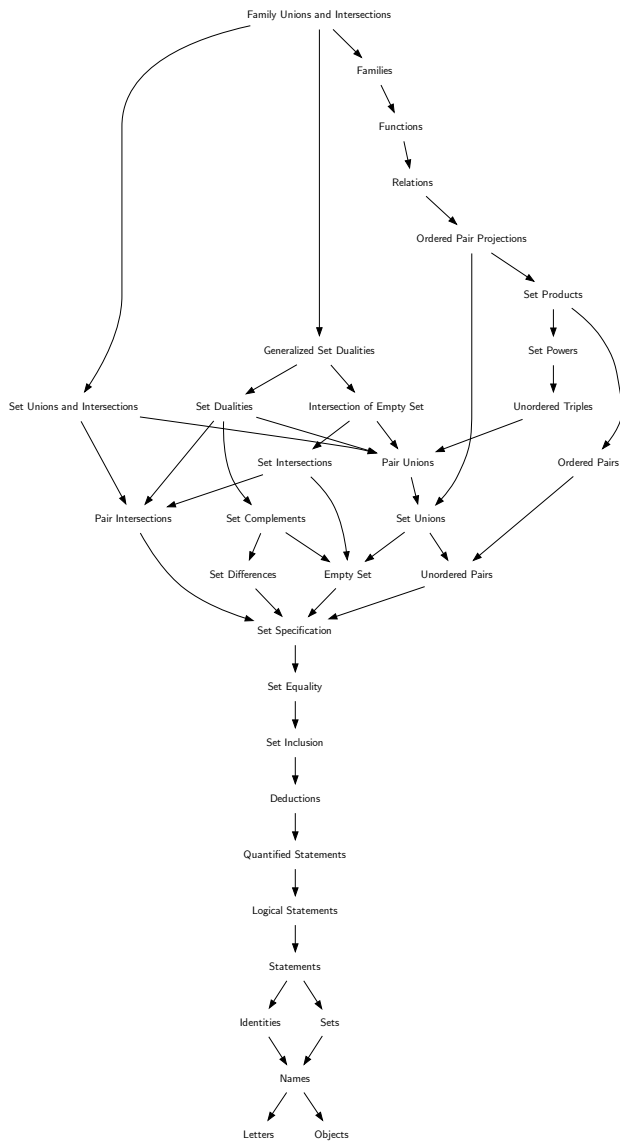 Family Unions and Intersections
Families
Functions
Relations
Ordered Pair Projections
Set Products
Generalized Set Dualities
Set Powers
Set Unions and Intersections
Set Dualities
Intersection of Empty Set
Unordered Triples
Set Intersections
Pair Unions
Ordered Pairs
Pair Intersections
Set Complements
Set Unions
Set Differences
Empty Set
Unordered Pairs
Set Specification
Set Equality
Set Inclusion
Deductions
Quantified Statements
Logical Statements
Statements
Identities
Sets
Names
Letters
Objects